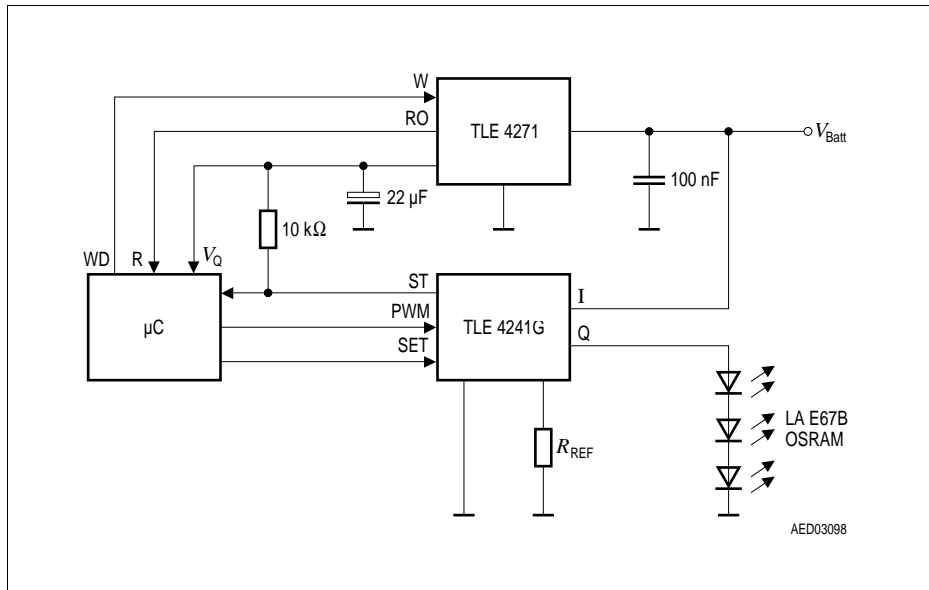 W
RO
TLE 4271
V_Batt
100 nF
22 µF
10 kΩ
WD
R
V_Q
µC
ST
PWM
SET
TLE 4241G
I
Q
R_REF
LA E67B
OSRAM
AED03098